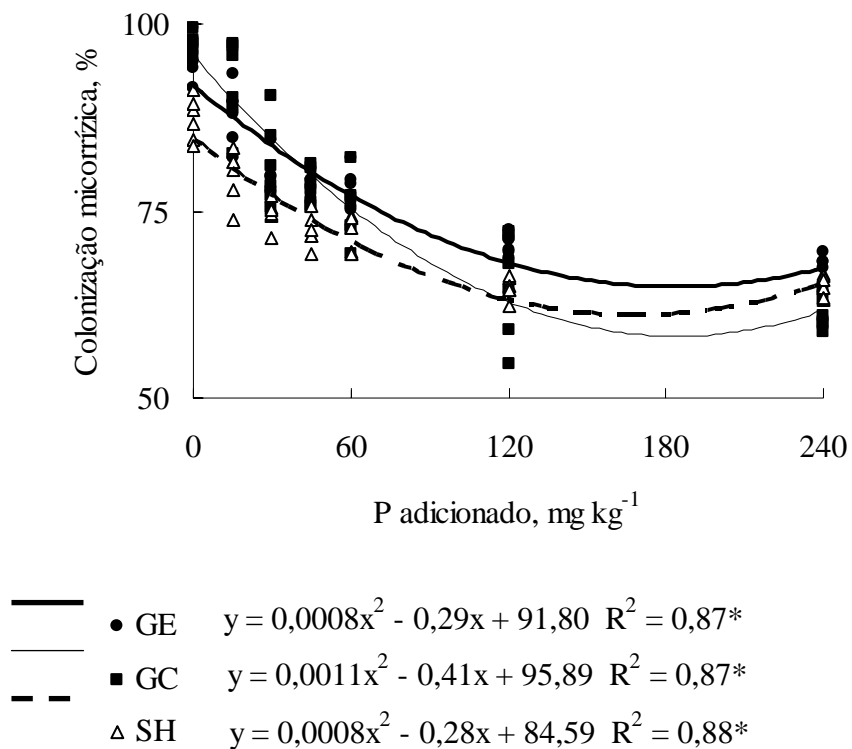 100
75
50
Colonização micorrízica, %
0 60 120 180 240
P adicionado, mg kg⁻¹
GE y = 0,0008x² - 0,29x + 91,80 R² = 0,87*
GC y = 0,0011x² - 0,41x + 95,89 R² = 0,87*
SH y = 0,0008x² - 0,28x + 84,59 R² = 0,88*